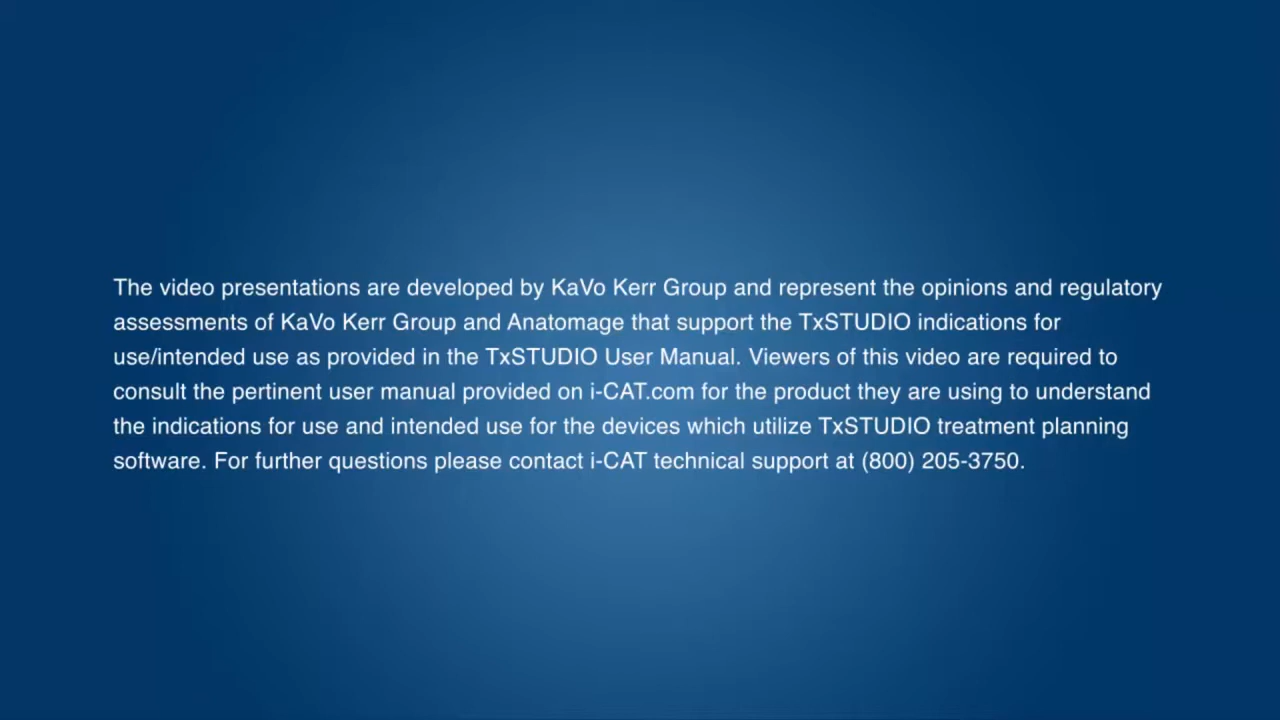 The video presentations are developed by KaVo Kerr Group and represent the opinions and regulatory
assessments of KaVo Kerr Group and Anatomage that support the TxSTUDIO indications for
use/intended use as provided in the TxSTUDIO User Manual. Viewers of this video are required to
consult the pertinent user manual provided on i-CAT.com for the product they are using to understand
the indications for use and intended use for the devices which utilize TxSTUDIO treatment planning
software. For further questions please contact i-CAT technical support at (800) 205-3750.